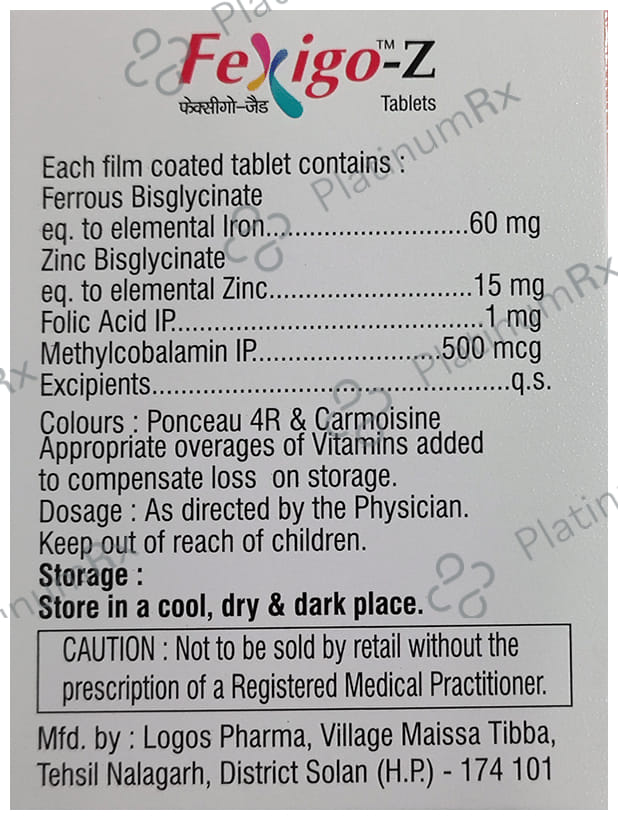 Fexigo-Z™
फेक्सीगो-जैड Tablets
Each film coated tablet contains :
Ferrous Bisglycinate
eq. to elemental Iron..............................60 mg
Zinc Bisglycinate
eq. to elemental Zinc..............................15 mg
Folic Acid IP..............................................1 mg
Methylcobalamin IP...........................500 mcg
Excipients....................................................q.s.
Colours : Ponceau 4R & Carmoisine
Appropriate overages of Vitamins added
to compensate loss on storage.
Dosage : As directed by the Physician.
Keep out of reach of children.
Storage :
Store in a cool, dry & dark place.
CAUTION : Not to be sold by retail without the
prescription of a Registered Medical Practitioner.
Mfd. by : Logos Pharma, Village Maissa Tibba,
Tehsil Nalagarh, District Solan (H.P.) - 174 101
PlatinumRx
PlatinumRx
PlatinumRx